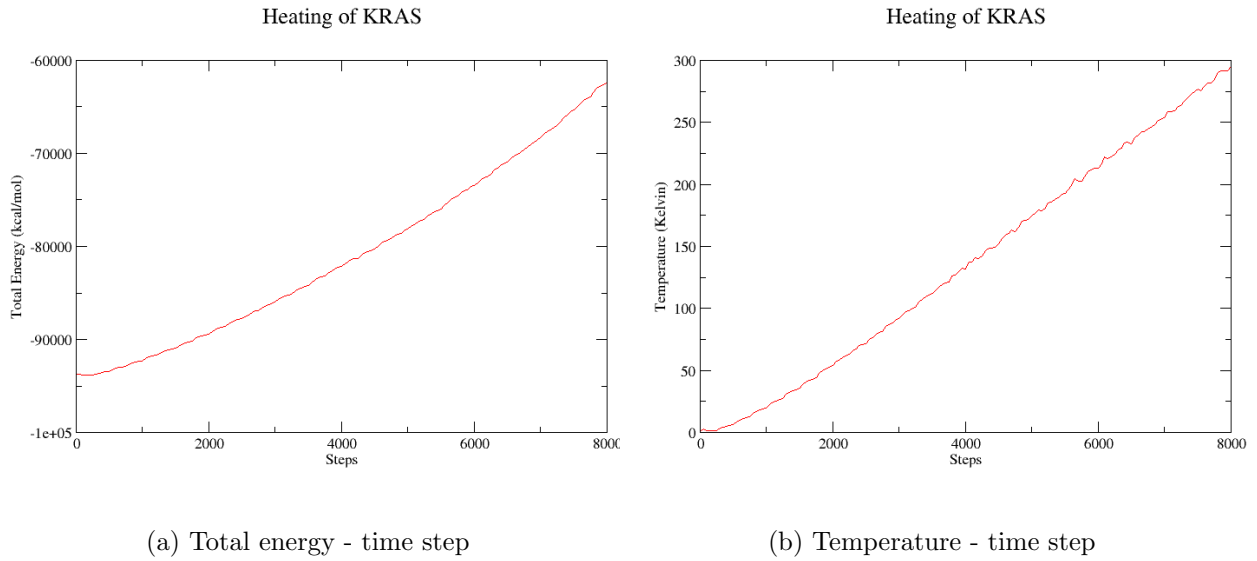 Heating of KRAS
-60000
-70000
-80000
-90000
-1e+05
Total Energy (kcal/mol)
0 2000 4000 6000 8000
Steps
(a) Total energy - time step
Heating of KRAS
300
250
200
150
100
50
0
Temperature (Kelvin)
0 2000 4000 6000 8000
Steps
(b) Temperature - time step